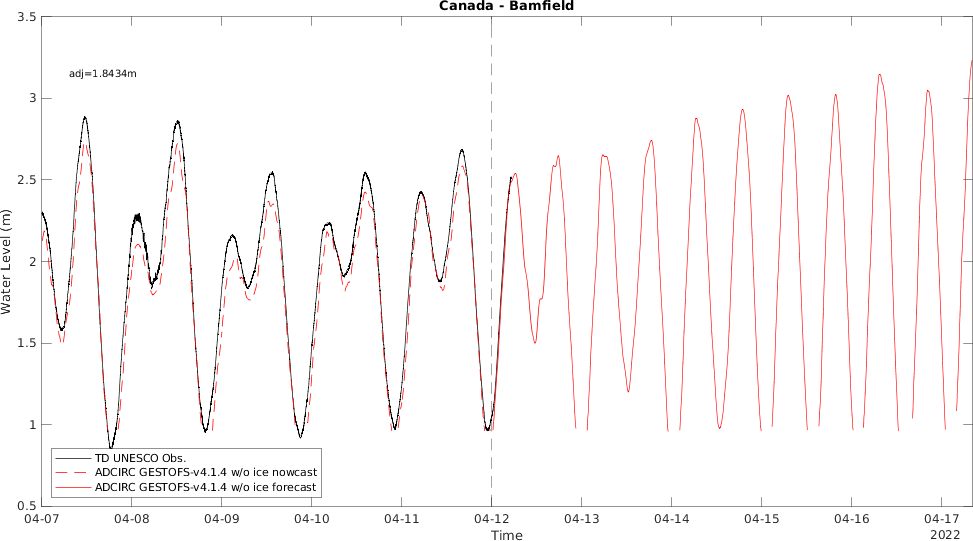 Canada - Bamfield
3.5
adj=1.8434m
3
2.5
Water Level (m)
2
1.5
1
TD UNESCO Obs.
ADCIRC GESTOFS-v4.1.4 w/o ice nowcast
ADCIRC GESTOFS-v4.1.4 w/o ice forecast
0.5
04-07 04-08 04-09 04-10 04-11 04-12 04-13 04-14 04-15 04-16 04-17
Time 2022